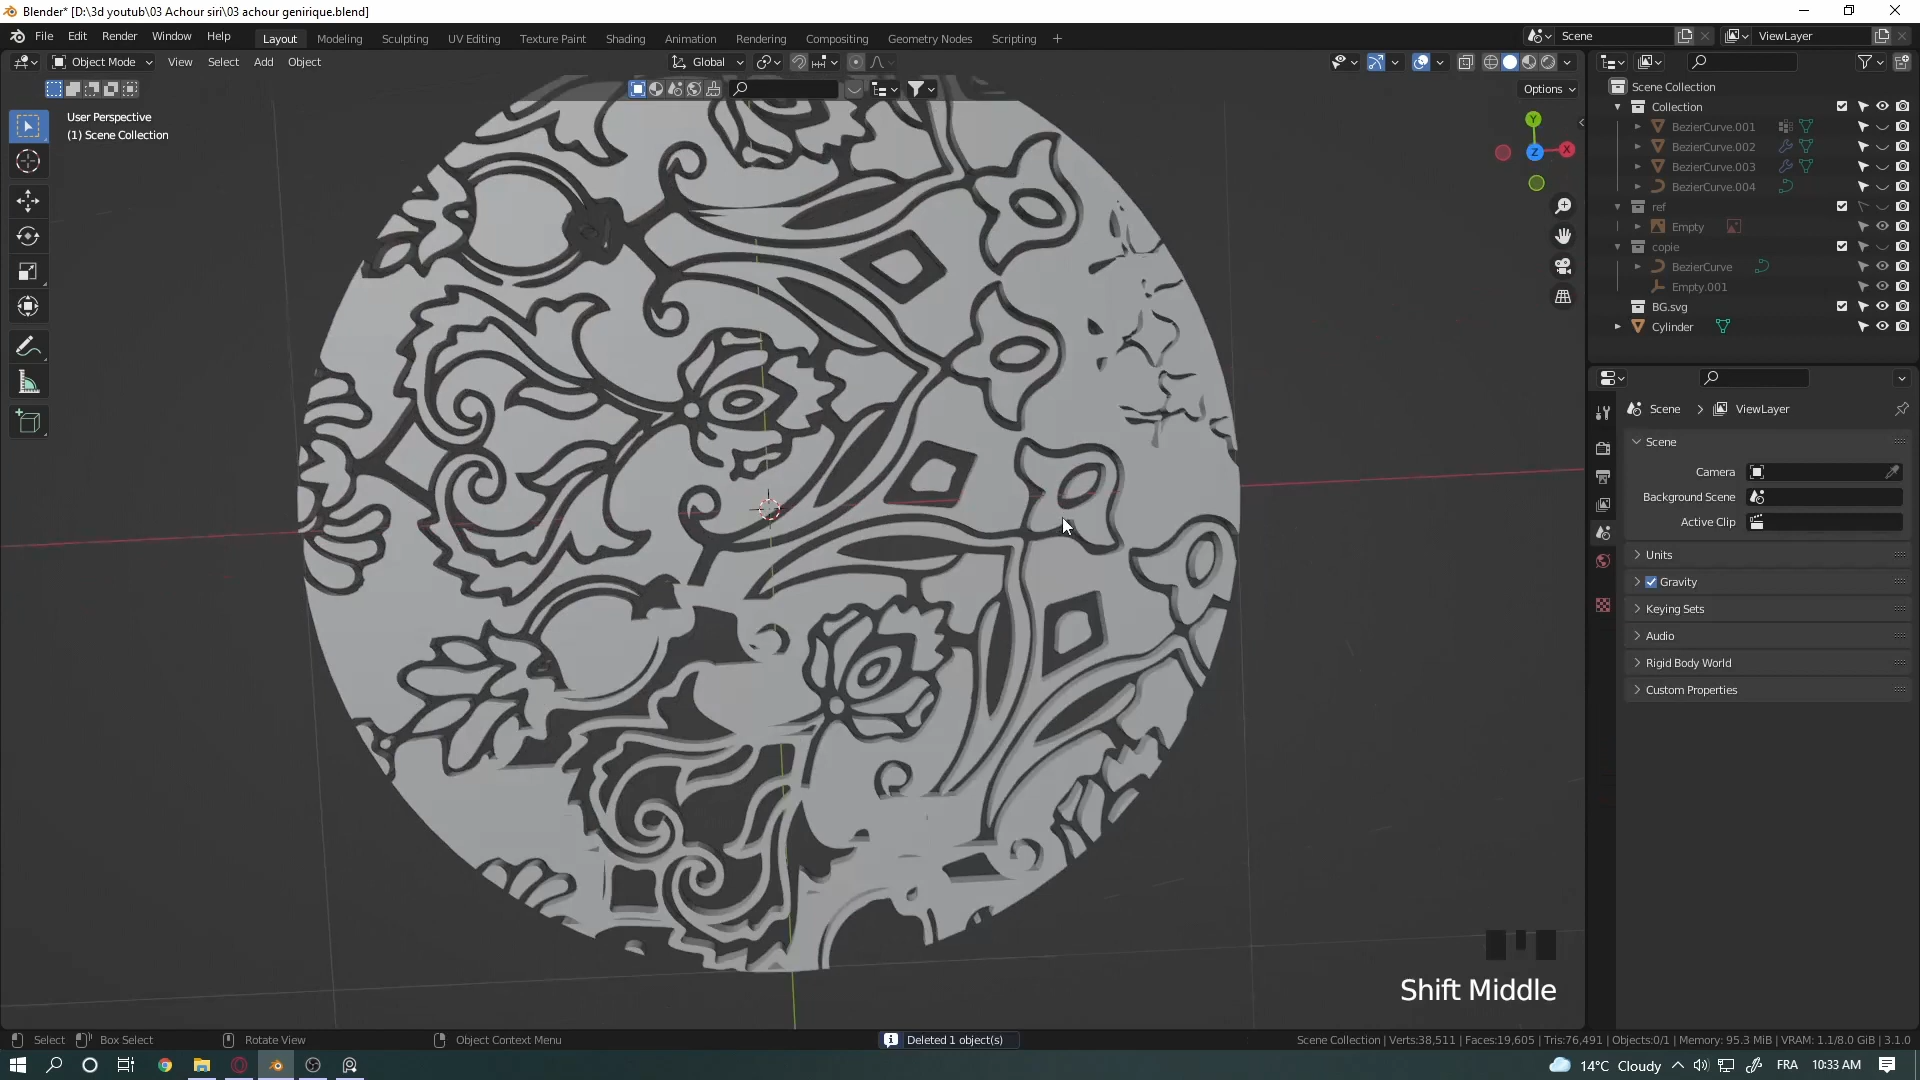 Blender* [D:\3d youtub\03 Achour siri\03 achour genirique.blend]
File Edit Render Window Help
Layout Modeling Sculpting UV Editing Texture Paint Shading Animation Rendering Compositing Geometry Nodes Scripting +
Scene
ViewLayer
Object Mode View Select Add Object
Global
Options
User Perspective
(1) Scene Collection
Y
X
Z
Scene Collection
Collection
BezierCurve.001
BezierCurve.002
BezierCurve.003
BezierCurve.004
ref
Empty
copie
BezierCurve
Empty.001
BG.svg
Cylinder
Scene > ViewLayer
Scene
Camera
Background Scene
Active Clip
Units
Gravity
Keying Sets
Audio
Rigid Body World
Custom Properties
Shift Middle
Select Box Select Rotate View Object Context Menu
Deleted 1 object(s)
Scene Collection | Verts:38,511 | Faces:19,605 | Tris:76,491 | Objects:0/1 | Memory: 95.3 MiB | VRAM: 1.1/8.0 GiB | 3.1.0
14°C Cloudy FRA 10:33 AM